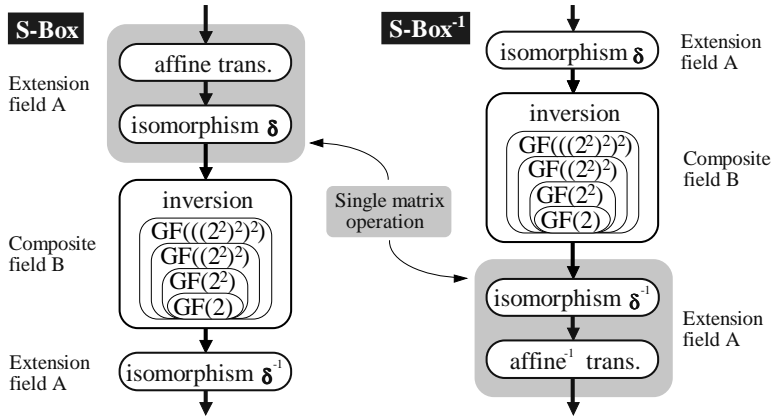 S-Box
affine trans.
Extension
field A
isomorphism δ
inversion
GF(((2²)²)²)
GF((2²)²)
GF(2²)
GF(2)
Composite
field B
Extension
field A
isomorphism δ⁻¹
Single matrix
operation
S-Box⁻¹
isomorphism δ
Extension
field A
inversion
GF(((2²)²)²)
GF((2²)²)
GF(2²)
GF(2)
Composite
field B
isomorphism δ⁻¹
Extension
field A
affine⁻¹ trans.